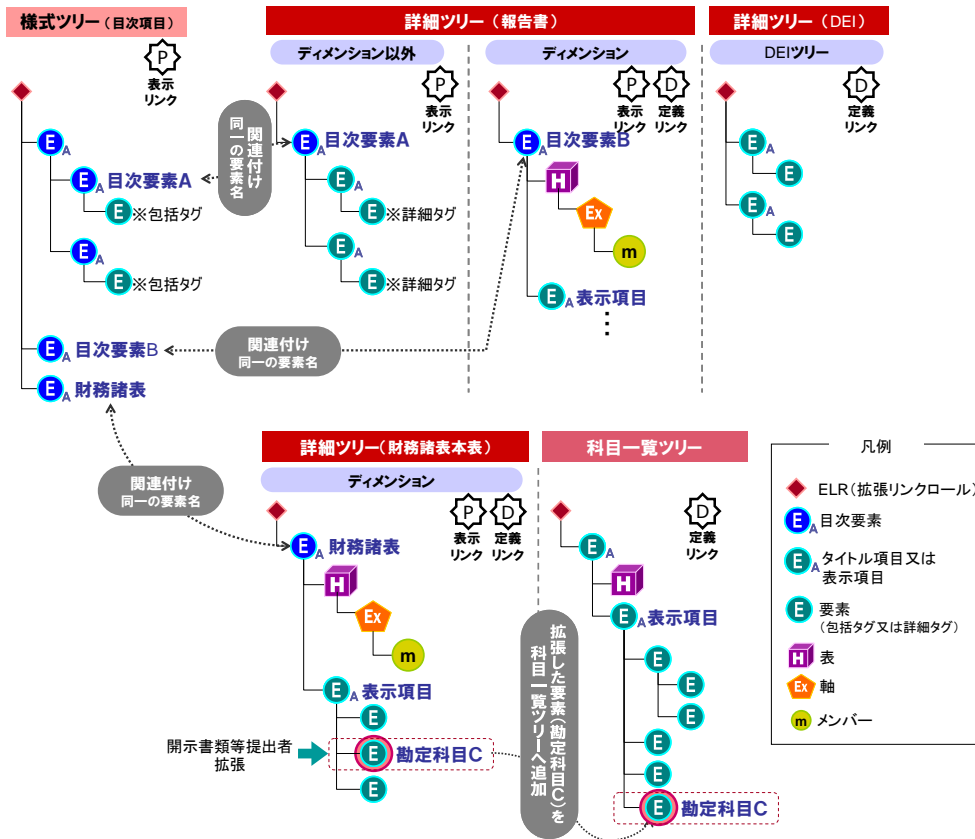 様式ツリー（目次項目）
P
表示
リンク
E A
E A 目次要素A
E ※包括タグ
E A
E ※包括タグ
E A 目次要素B
E A 財務諸表
関連付け
同一の要素名
詳細ツリー（報告書）
ディメンション以外
P
表示
リンク
E A 目次要素A
E A
E ※詳細タグ
E A
E ※詳細タグ
ディメンション
P D
表示 定義
リンク リンク
E A 目次要素B
H
Ex
m
E A 表示項目
⋮
関連付け
同一の要素名
詳細ツリー（DEI）
DEIツリー
D
定義
リンク
E A
E
E A
E
関連付け
同一の要素名
詳細ツリー（財務諸表本表）
ディメンション
P D
表示 定義
リンク リンク
E A 財務諸表
H
Ex
m
E A 表示項目
E
開示書類等提出者
拡張
E 勘定科目C
E
拡張した要素（勘定科目C）を
科目一覧ツリーへ追加
科目一覧ツリー
D
定義
リンク
E A
H
E A 表示項目
E
E
E
E
E
E 勘定科目C
凡例
ELR（拡張リンクロール）
E A 目次要素
E A タイトル項目又は
表示項目
E 要素
（包括タグ又は詳細タグ）
H 表
Ex 軸
m メンバー